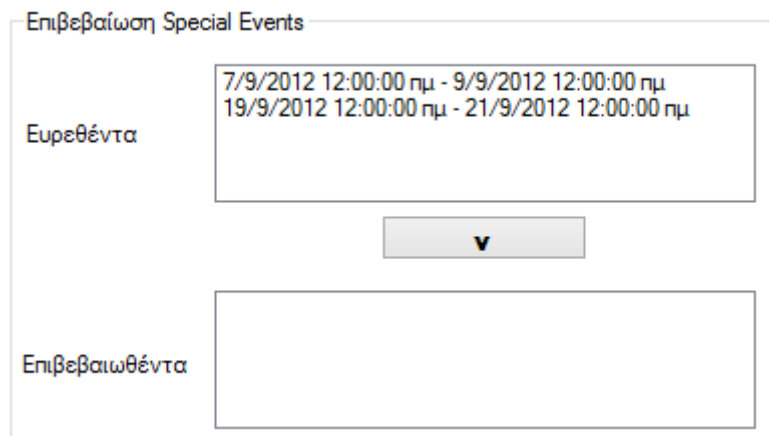 Επιβεβαίωση Special Events
7/9/2012 12:00:00 πμ - 9/9/2012 12:00:00 πμ
19/9/2012 12:00:00 πμ - 21/9/2012 12:00:00 πμ
Ευρεθέντα
v
Επιβεβαιωθέντα